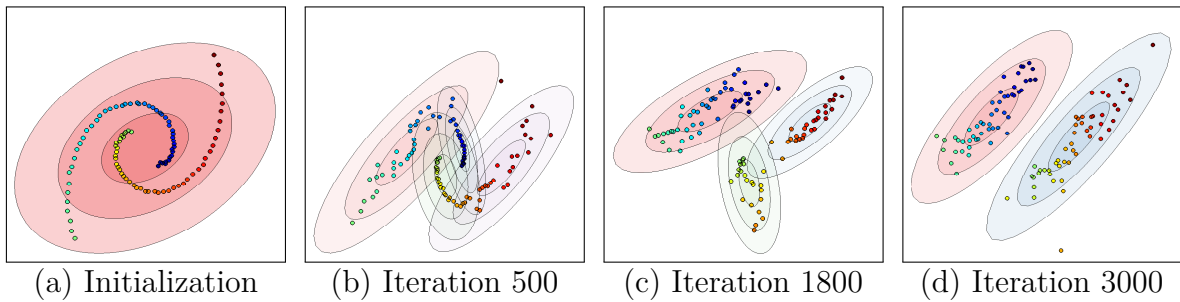 (a) Initialization
(b) Iteration 500
(c) Iteration 1800
(d) Iteration 3000